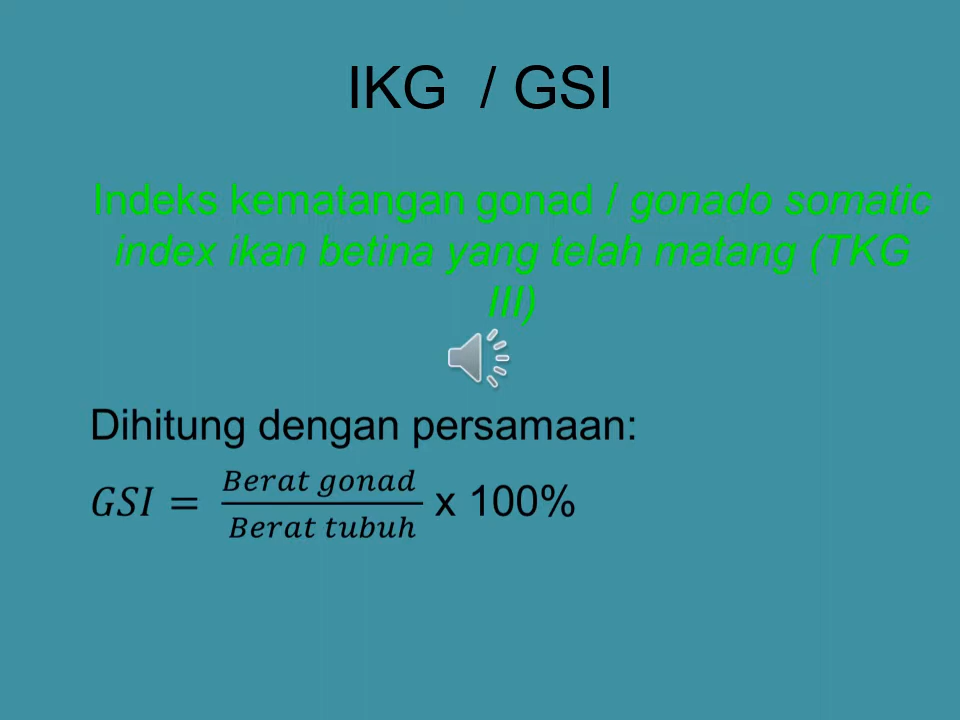 IKG / GSI
Indeks kematangan gonad / gonado somatic
index ikan betina yang telah matang (TKG
III)
Dihitung dengan persamaan:
𝐺𝑆𝐼 = 𝐵𝑒𝑟𝑎𝑡 𝑔𝑜𝑛𝑎𝑑 / 𝐵𝑒𝑟𝑎𝑡 𝑡𝑢𝑏𝑢ℎ x 100%